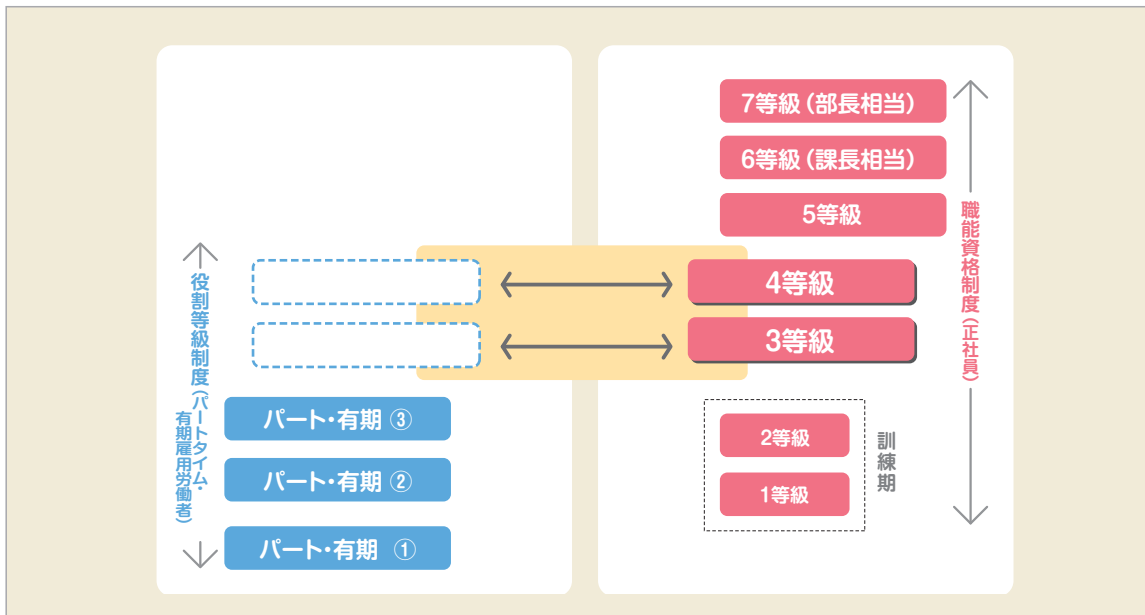 役割等級制度(パートタイム・
有期雇用労働者)
パート・有期 ③
パート・有期 ②
パート・有期 ①
7等級(部長相当)
6等級(課長相当)
5等級
4等級
3等級
2等級
1等級
訓練期
職能資格制度(正社員)